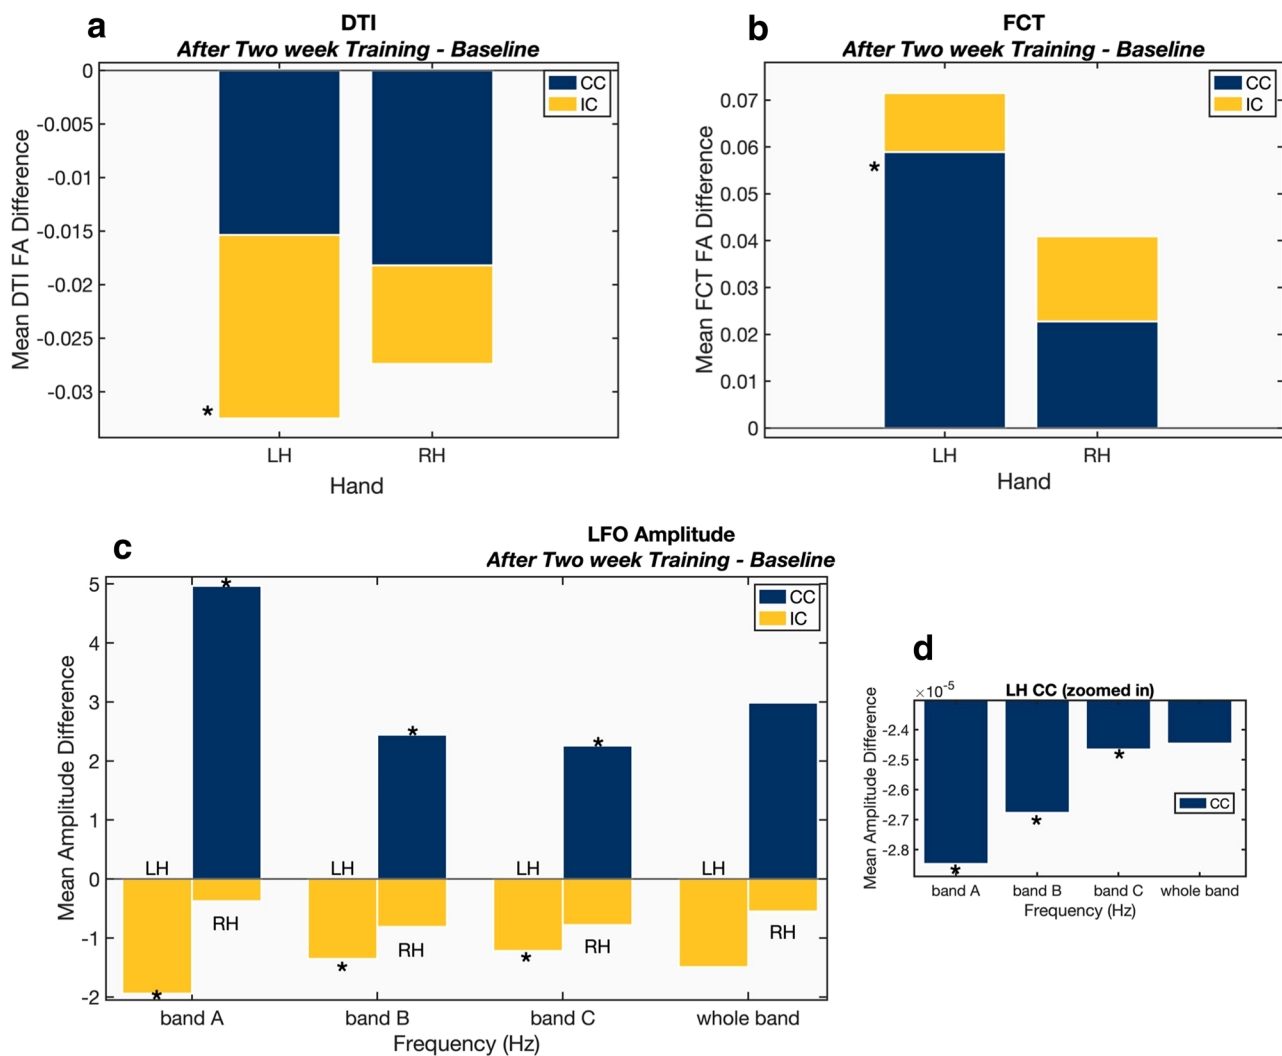 a
DTI
After Two week Training - Baseline
CC
IC
0
-0.005
-0.01
-0.015
-0.02
-0.025
-0.03
*
Mean DTI FA Difference
LH RH
Hand
b
FCT
After Two week Training - Baseline
CC
IC
0.07
0.06
0.05
0.04
0.03
0.02
0.01
0
*
Mean FCT FA Difference
LH RH
Hand
c
LFO Amplitude
After Two week Training - Baseline
CC
IC
5
4
3
2
1
0
-1
-2
Mean Amplitude Difference
* * *
LH LH LH LH
RH RH RH RH
* * *
band A band B band C whole band
Frequency (Hz)
d
×10-5
LH CC (zoomed in)
-2.4
-2.5
-2.6
-2.7
-2.8
Mean Amplitude Difference
CC
* * *
band A band B band C whole band
Frequency (Hz)